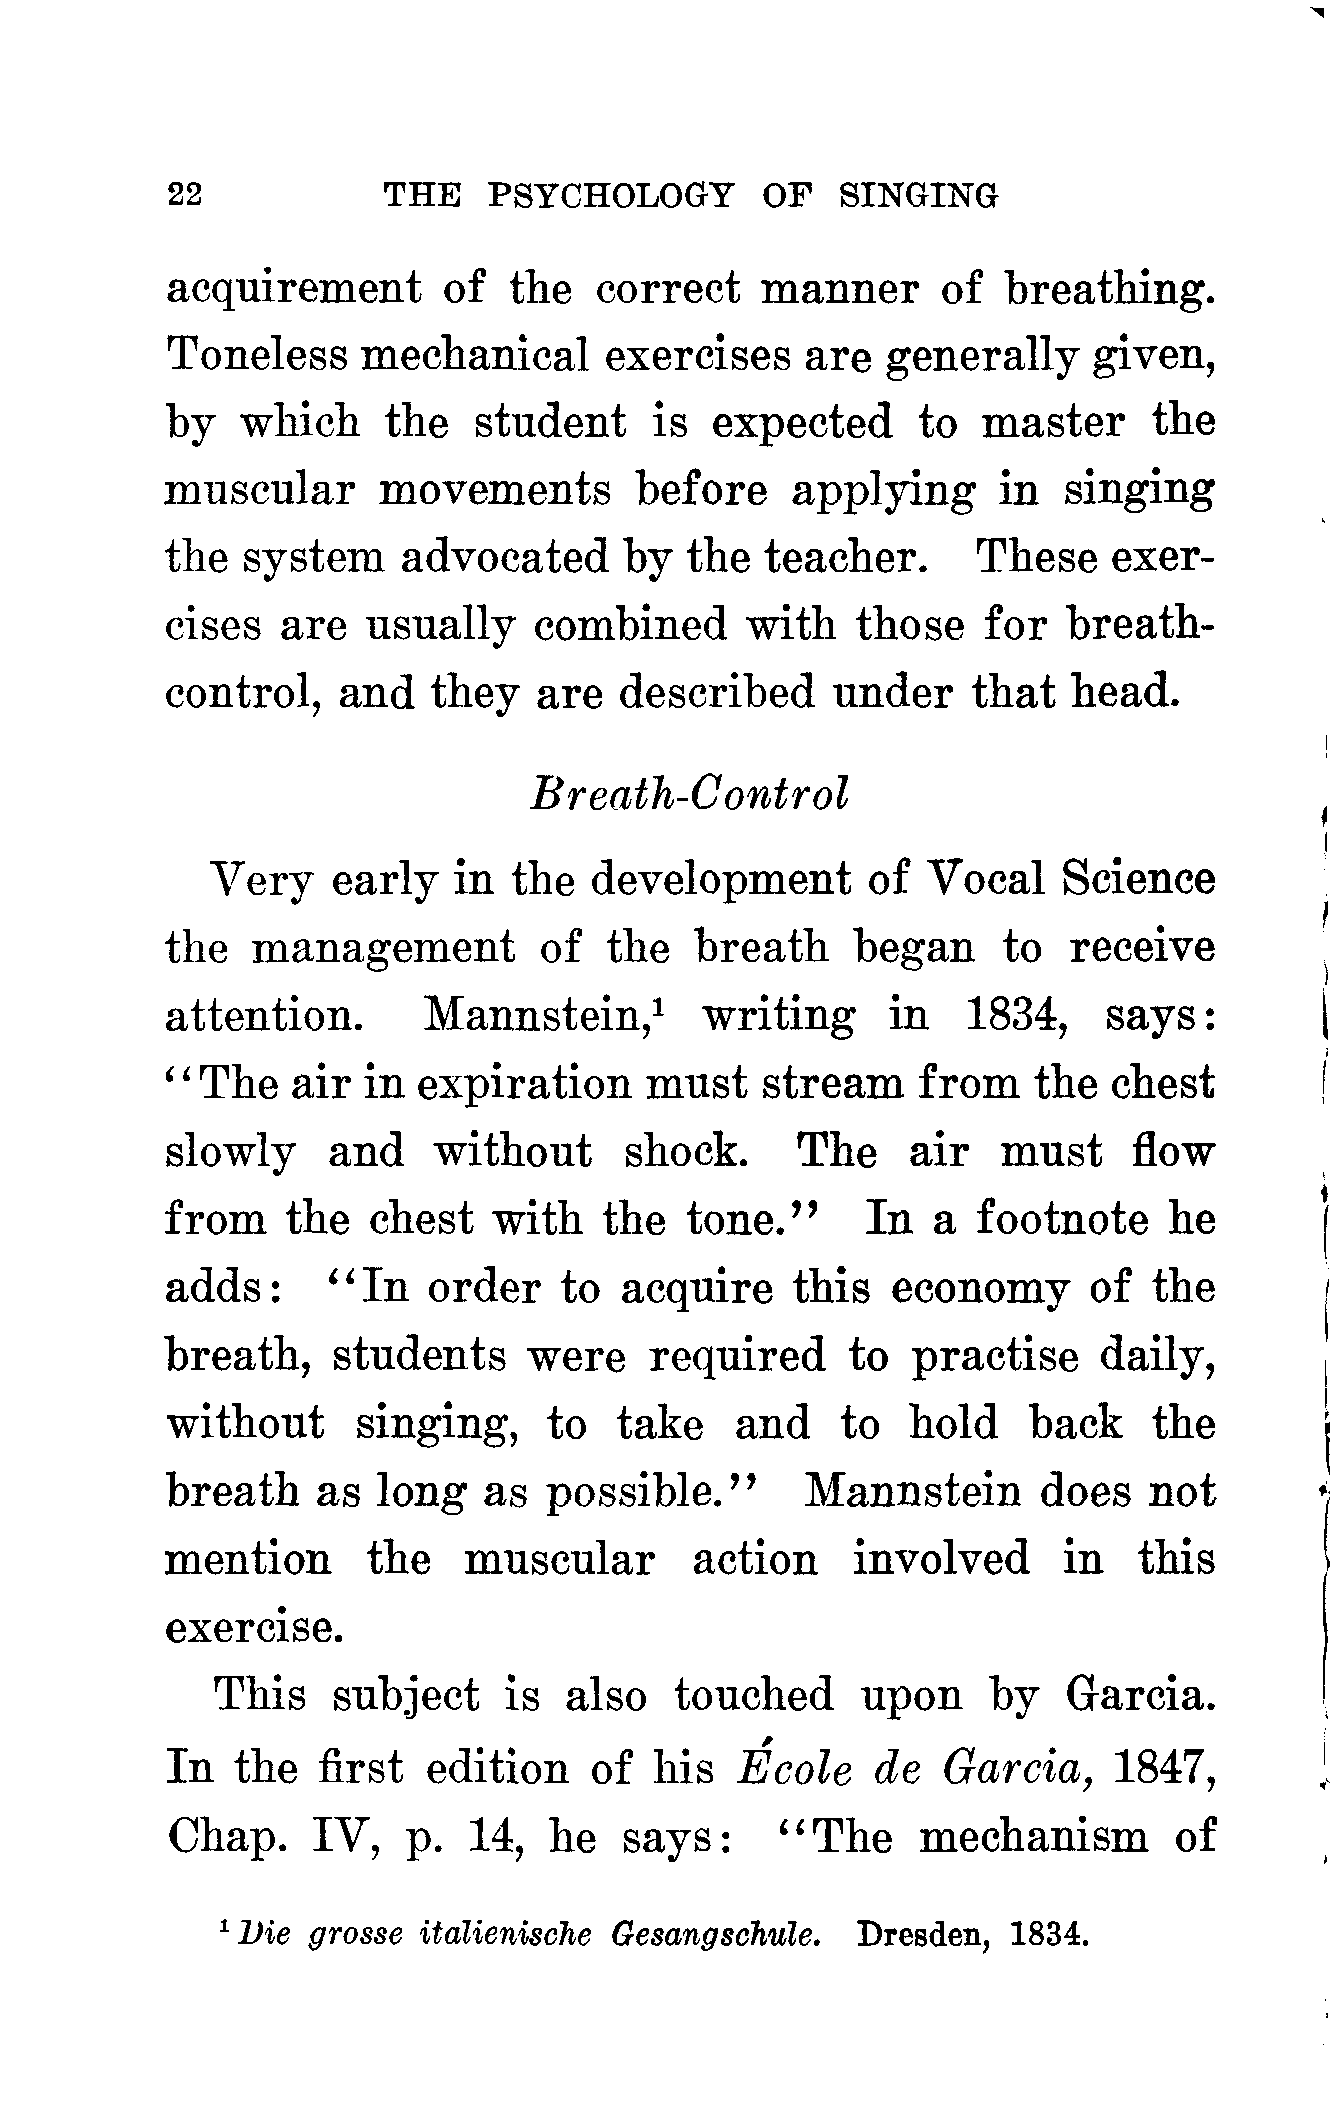 22 THE PSYCHOLOGY OF SINGING
acquirement of the correct manner of breathing.
Toneless mechanical exercises are generally given,
by which the student is expected to master the
muscular movements before applying in singing
the system advocated by the teacher. These exer-
cises are usually combined with those for breath-
control, and they are described under that head.
Breath-Control
Very early in the development of Vocal Science
the management of the breath began to receive
attention. Mannstein,¹ writing in 1834, says:
“The air in expiration must stream from the chest
slowly and without shock. The air must flow
from the chest with the tone.” In a footnote he
adds: “In order to acquire this economy of the
breath, students were required to practise daily,
without singing, to take and to hold back the
breath as long as possible.” Mannstein does not
mention the muscular action involved in this
exercise.
This subject is also touched upon by Garcia.
In the first edition of his École de Garcia, 1847,
Chap. IV, p. 14, he says: “The mechanism of
¹ Die grosse italienische Gesangschule. Dresden, 1834.